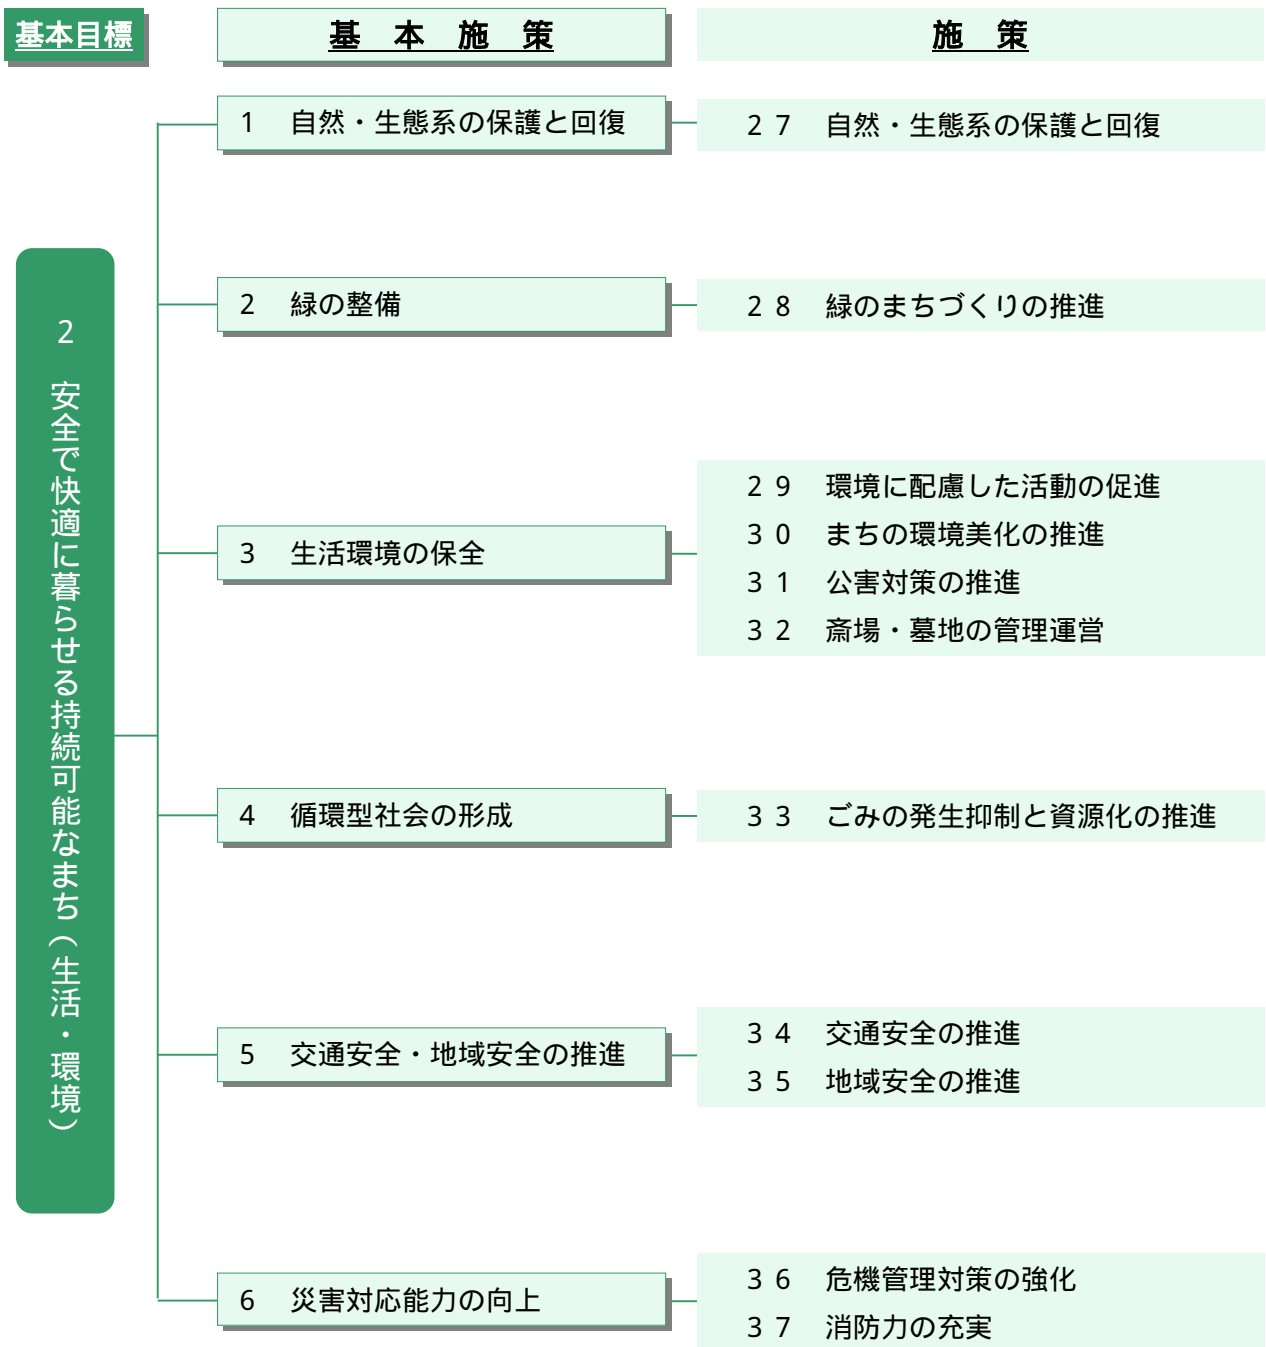 基本目標
基　本　施　策
施　策
2　安全で快適に暮らせる持続可能なまち（生活・環境）
1　自然・生態系の保護と回復
２７　自然・生態系の保護と回復
2　緑の整備
２８　緑のまちづくりの推進
3　生活環境の保全
２９　環境に配慮した活動の促進
３０　まちの環境美化の推進
３１　公害対策の推進
３２　斎場・墓地の管理運営
4　循環型社会の形成
３３　ごみの発生抑制と資源化の推進
5　交通安全・地域安全の推進
３４　交通安全の推進
３５　地域安全の推進
6　災害対応能力の向上
３６　危機管理対策の強化
３７　消防力の充実